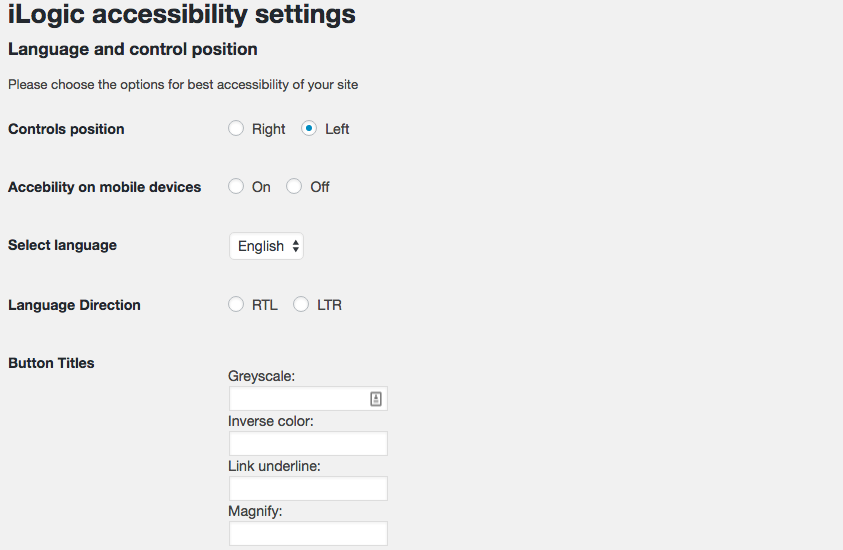 iLogic accessibility settings
Language and control position
Please choose the options for best accessibility of your site
Controls position Right Left
Accebility on mobile devices On Off
Select language English
Language Direction RTL LTR
Button Titles
Greyscale:
Inverse color:
Link underline:
Magnify: